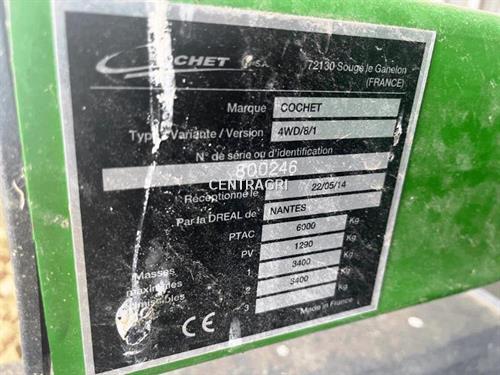 COCHET S.A.
72130 Sougé le Ganelon
(FRANCE)
Marque COCHET
Type / Variante / Version 4WD/8/1
N° de série ou d'identification
800246
CENTRAGRI
Réceptionné le 22/05/14
Par la DREAL de NANTES
PTAC 6000 Kg
PV 1290 Kg
Masses maximales admissibles
1 3400 Kg
2 3400 Kg
3 Kg
CE
Made in France